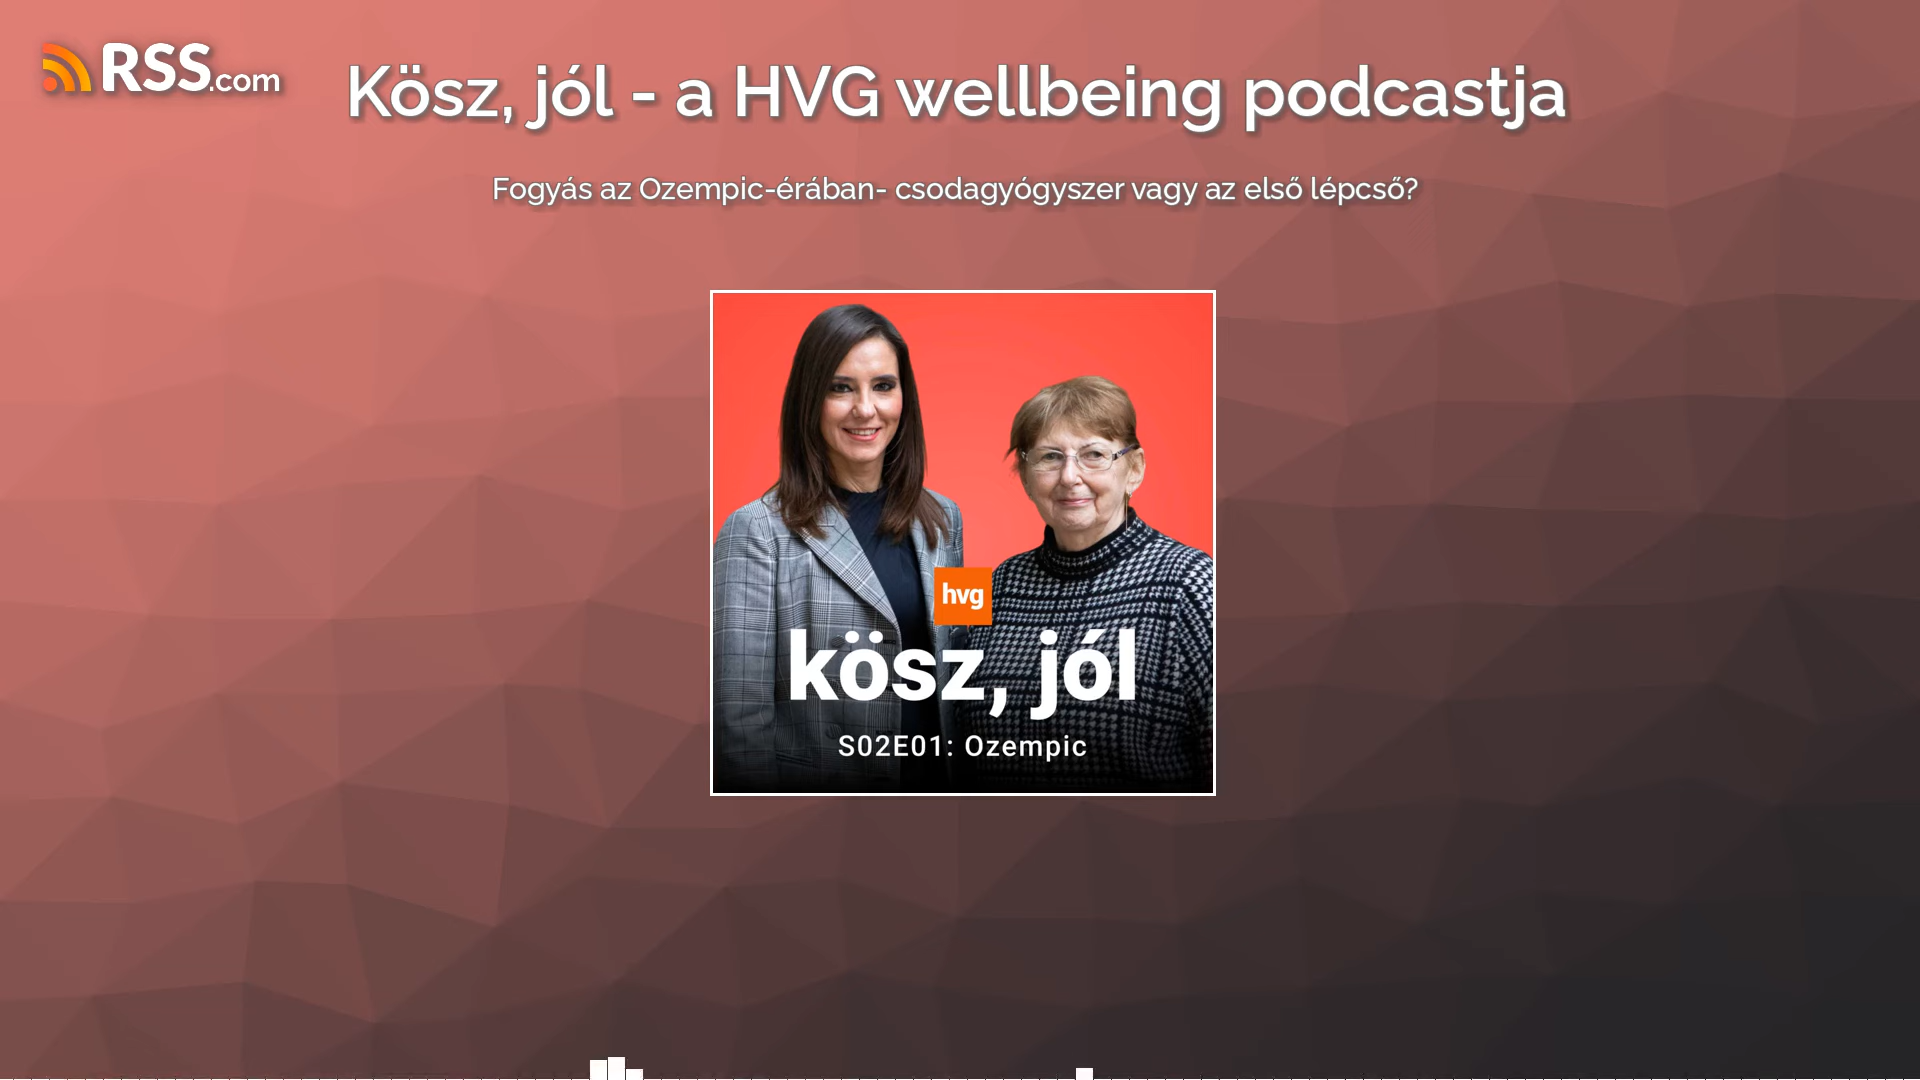 RSS.com
Kösz, jól - a HVG wellbeing podcastja
Fogyás az Ozempic-érában- csodagyógyszer vagy az első lépcső?
hvg
kösz, jól
S02E01: Ozempic